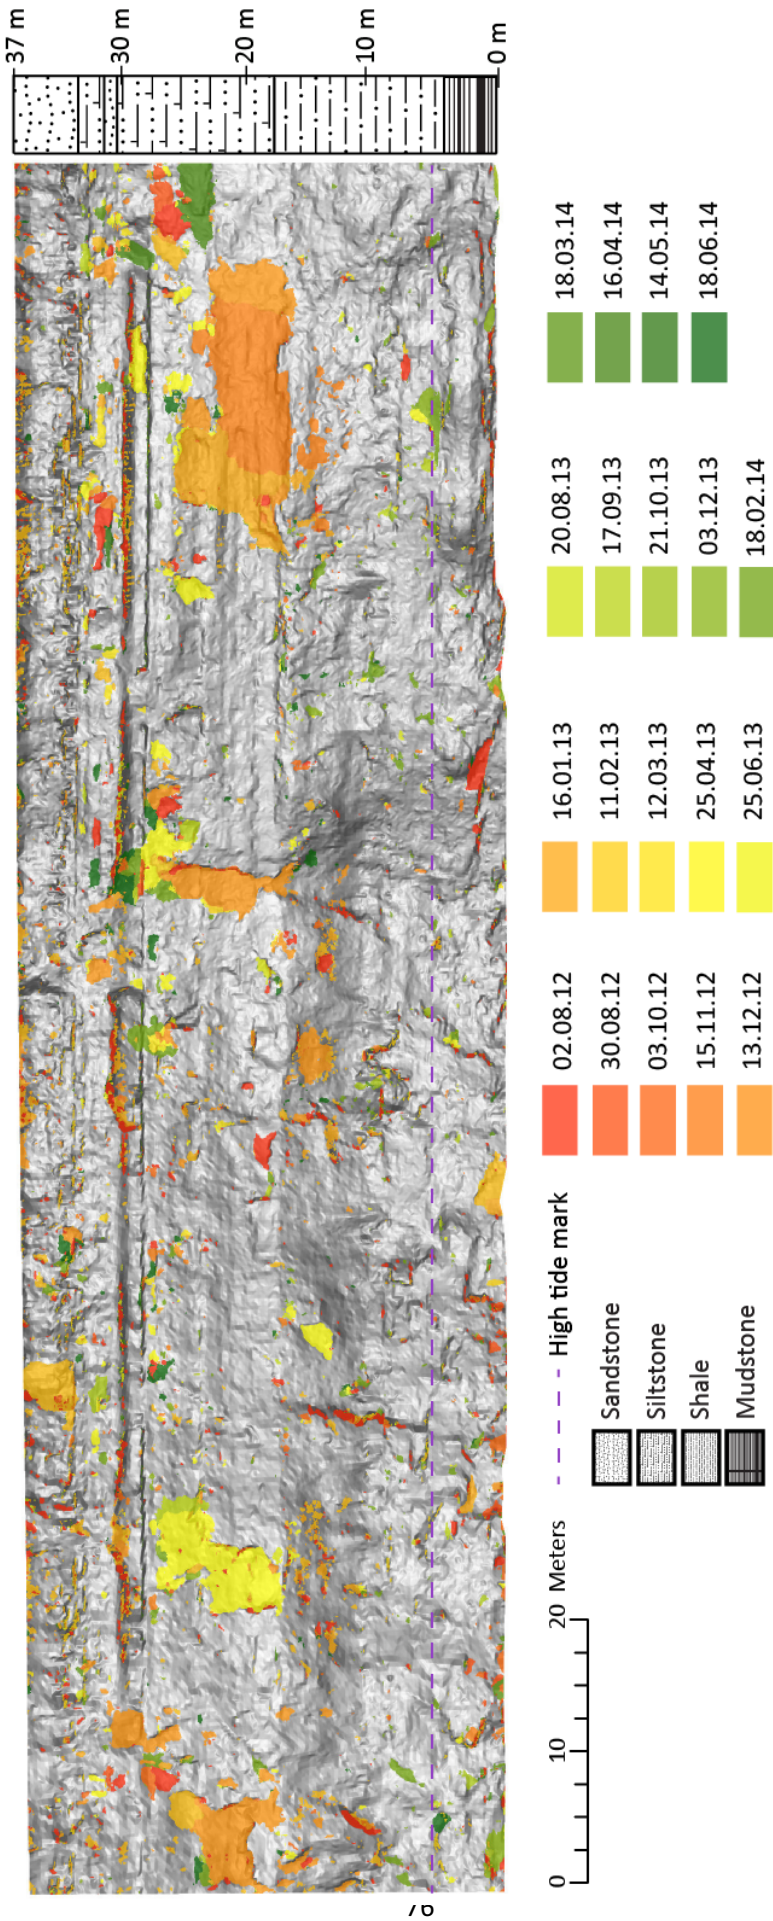 37 m
30 m
20 m
10 m
0 m
0
10
20 Meters
High tide mark
Sandstone
Siltstone
Shale
Mudstone
02.08.12
30.08.12
03.10.12
15.11.12
13.12.12
16.01.13
11.02.13
12.03.13
25.04.13
25.06.13
20.08.13
17.09.13
21.10.13
03.12.13
18.02.14
18.03.14
16.04.14
14.05.14
18.06.14
76